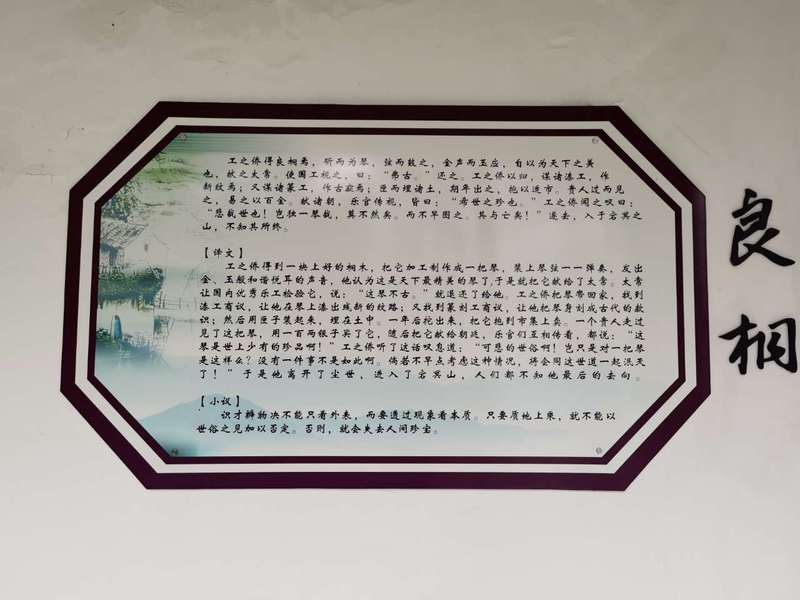 工之侨得良桐焉，斫而为琴，弦而鼓之，金声而玉应，自以为天下之美
也，献之太常。使国工视之，曰：“弗古。”还之。工之侨以归，谋诸漆工，作
断纹焉；又谋诸篆工，作古窾焉；匣而埋诸土，期年出之，抱以适市。贵人过而见
之，易之以百金。献诸朝，乐官传视，皆曰：“希世之珍也。”工之侨闻之叹曰：
“悲哉世也！岂独一琴哉，莫不然矣。而不早图之。其与亡矣！”遂去，入于宕冥之
山，不知其所终。
【译文】
工之侨得到一块上好的桐木，把它加工制作成一把琴，装上琴弦一一弹奏，发出
金、玉般和谐悦耳的声音，他认为这是天下最精美的琴了,于是就把它献给了太常。太常
让国内优秀乐工检验它，说：“这琴不古。”就退还了给他。工之侨把琴带回家，找到
漆工商议，让他在琴上漆出残断的纹路；又找到篆刻工商议，让他把琴身刻成古代的款
识；然后用匣子装起来，埋在土中。一年后挖出来，把它抱到市集上卖。一个贵人走过
见了这把琴，用一百两银子买了它，随后把它献给朝廷，乐官们互相传看，都说：“这
琴是世上少有的珍品啊！”工之侨听了这话叹息道：“可悲的世俗啊！岂只是对一把琴
是这样么？没有一件事不是如此啊。倘若不早点考虑这种情况，将会同这世道一起泯灭
了！”于是他离开了尘世，进入了宕冥山，人们都不知他最后的去向。
【小议】
识才辨物决不能只看外表，而要透过现象看本质。只要质地上乘，就不能以
世俗之见加以否定。否则，就会失去人间珍宝。
良
桐